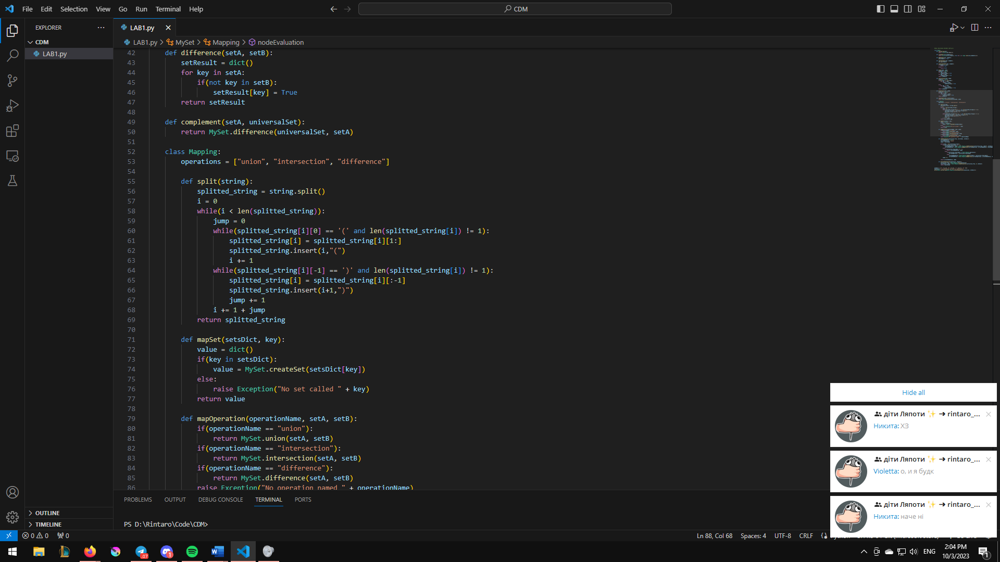 File Edit Selection View Go Run Terminal Help
CDM
EXPLORER
LAB1.py
CDM
LAB1.py
LAB1.py > MySet > Mapping > nodeEvaluation
42 def difference(setA, setB):
43 setResult = dict()
44 for key in setA:
45 if(not key in setB):
46 setResult[key] = True
47 return setResult
48
49 def complement(setA, universalSet):
50 return MySet.difference(universalSet, setA)
51
52 class Mapping:
53 operations = ["union", "intersection", "difference"]
54
55 def split(string):
56 splitted_string = string.split()
57 i = 0
58 while(i < len(splitted_string)):
59 jump = 0
60 while(splitted_string[i][0] == '(' and len(splitted_string[i]) != 1):
61 splitted_string[i] = splitted_string[i][1:]
62 splitted_string.insert(i,"(")
63 i += 1
64 while(splitted_string[i][-1] == ')' and len(splitted_string[i]) != 1):
65 splitted_string[i] = splitted_string[i][:-1]
66 splitted_string.insert(i+1,")")
67 jump += 1
68 i += 1 + jump
69 return splitted_string
70
71 def mapSet(setsDict, key):
72 value = dict()
73 if(key in setsDict):
74 value = MySet.createSet(setsDict[key])
75 else:
76 raise Exception("No set called " + key)
77 return value
78
79 def mapOperation(operationName, setA, setB):
80 if(operationName == "union"):
81 return MySet.union(setA, setB)
82 if(operationName == "intersection"):
83 return MySet.intersection(setA, setB)
84 if(operationName == "difference"):
85 return MySet.difference(setA, setB)
86 raise Exception("No operation named " + operationName)
Hide all
діти Ляпоти ✨ ➜ rintaro_...
Никита: ХЗ
діти Ляпоти ✨ ➜ rintaro_...
Violetta: о, и я будк
діти Ляпоти ✨ ➜ rintaro_...
Никита: наче ні
PROBLEMS OUTPUT DEBUG CONSOLE TERMINAL PORTS
PS D:\Rintaro\Code\CDM>
OUTLINE
TIMELINE
0 0 0
Ln 88, Col 68 Spaces: 4 UTF-8 CRLF
.07
1
ENG
2:04 PM
10/3/2023
1